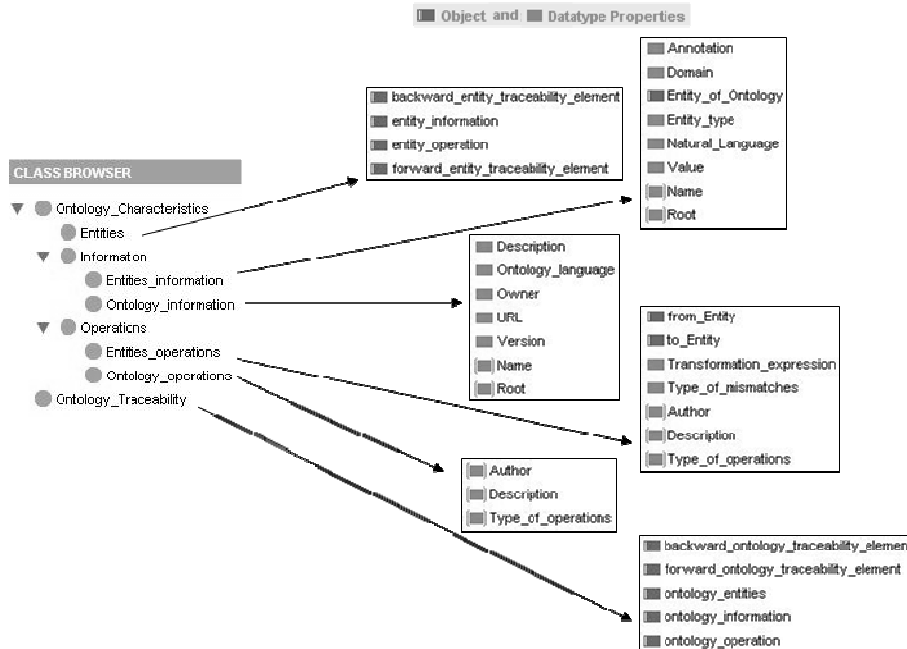 Object and Datatype Properties
backward_entity_traceability_element
entity_information
entity_operation
forward_entity_traceability_element
Annotation
Domain
Entity_of_Ontology
Entity_type
Natural_Language
Value
Name
Root
CLASS BROWSER
Ontology_Characteristics
Entities
Information
Entities_information
Ontology_information
Operations
Entities_operations
Ontology_operations
Ontology_Traceability
Description
Ontology_language
Owner
URL
Version
Name
Root
from_Entity
to_Entity
Transformation_expression
Type_of_mismatches
Author
Description
Type_of_operations
Author
Description
Type_of_operations
backward_ontology_traceability_elemen
forward_ontology_traceability_element
ontology_entities
ontology_information
ontology_operation